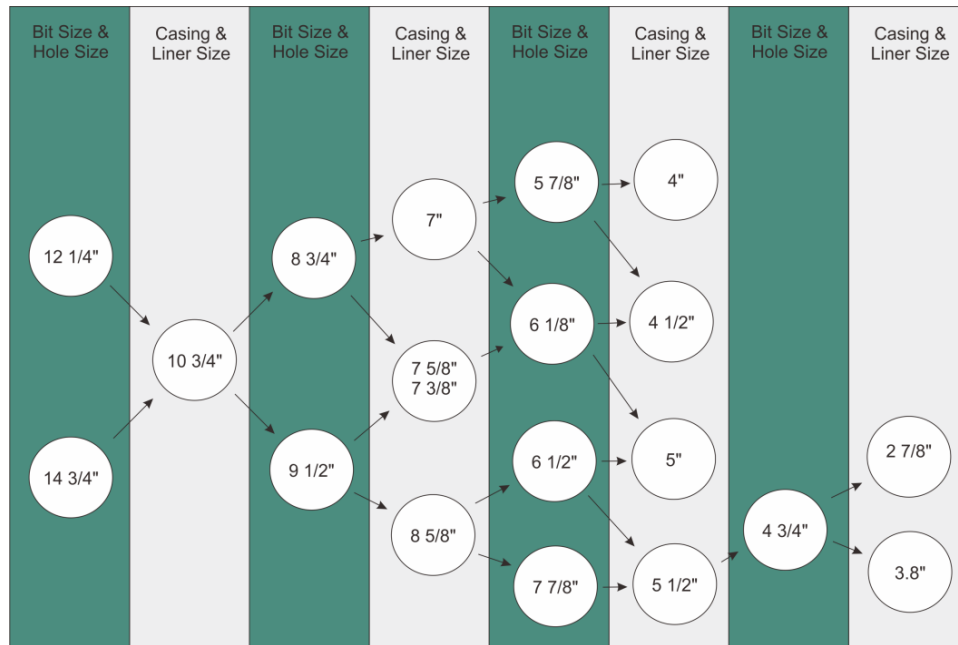 Bit Size &
Hole Size
Casing &
Liner Size
Bit Size &
Hole Size
Casing &
Liner Size
Bit Size &
Hole Size
Casing &
Liner Size
Bit Size &
Hole Size
Casing &
Liner Size
12 1/4"
14 3/4"
10 3/4"
8 3/4"
9 1/2"
7"
7 5/8"
7 3/8"
8 5/8"
5 7/8"
6 1/8"
6 1/2"
7 7/8"
4"
4 1/2"
5"
5 1/2"
4 3/4"
2 7/8"
3.8"